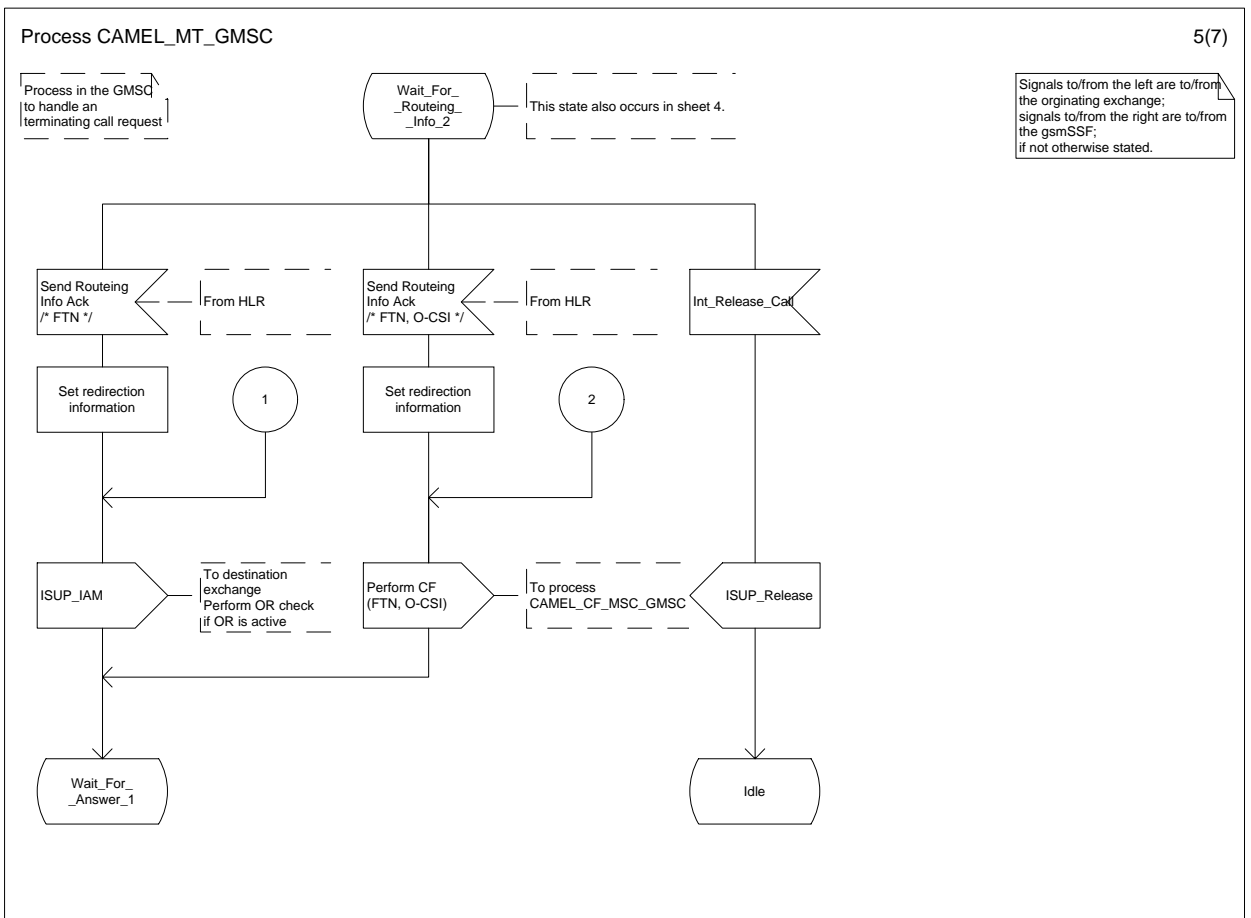 Process CAMEL_MT_GMSC
5(7)
Process in the GMSC
to handle an
terminating call request
Wait_For_
_Routeing_
_Info_2
This state also occurs in sheet 4.
Signals to/from the left are to/from
the orginating exchange;
signals to/from the right are to/from
the gsmSSF;
if not otherwise stated.
Send Routeing
Info Ack
/* FTN */
From HLR
Send Routeing
Info Ack
/* FTN, O-CSI */
From HLR
Int_Release_Call
Set redirection
information
1
Set redirection
information
2
ISUP_IAM
To destination
exchange
Perform OR check
if OR is active
Perform CF
(FTN, O-CSI)
To process
CAMEL_CF_MSC_GMSC
ISUP_Release
Wait_For_
_Answer_1
Idle